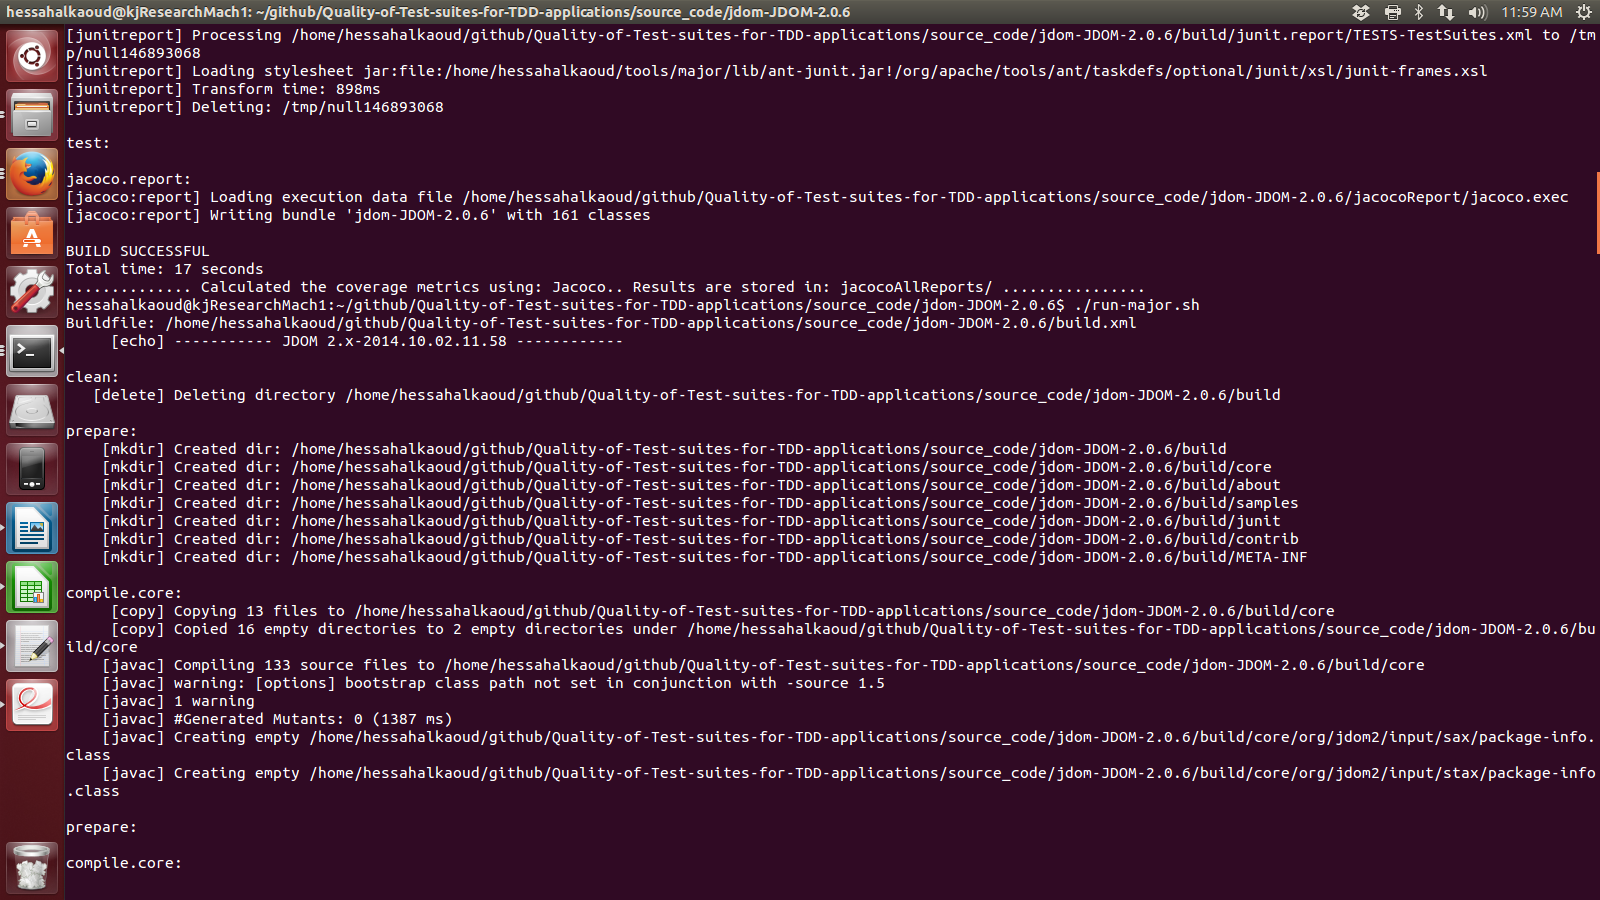 hessahalkaoud@kjResearchMach1: ~/github/Quality-of-Test-suites-for-TDD-applications/source_code/jdom-JDOM-2.0.6
11:59 AM
[junitreport] Processing /home/hessahalkaoud/github/Quality-of-Test-suites-for-TDD-applications/source_code/jdom-JDOM-2.0.6/build/junit.report/TESTS-TestSuites.xml to /tm
p/null146893068
[junitreport] Loading stylesheet jar:file:/home/hessahalkaoud/tools/major/lib/ant-junit.jar!/org/apache/tools/ant/taskdefs/optional/junit/xsl/junit-frames.xsl
[junitreport] Transform time: 898ms
[junitreport] Deleting: /tmp/null146893068
test:
jacoco.report:
[jacoco:report] Loading execution data file /home/hessahalkaoud/github/Quality-of-Test-suites-for-TDD-applications/source_code/jdom-JDOM-2.0.6/jacocoReport/jacoco.exec
[jacoco:report] Writing bundle 'jdom-JDOM-2.0.6' with 161 classes
BUILD SUCCESSFUL
Total time: 17 seconds
.............. Calculated the coverage metrics using: Jacoco.. Results are stored in: jacocoAllReports/ ................
hessahalkaoud@kjResearchMach1:~/github/Quality-of-Test-suites-for-TDD-applications/source_code/jdom-JDOM-2.0.6$ ./run-major.sh
Buildfile: /home/hessahalkaoud/github/Quality-of-Test-suites-for-TDD-applications/source_code/jdom-JDOM-2.0.6/build.xml
[echo] ----------- JDOM 2.x-2014.10.02.11.58 ------------
clean:
[delete] Deleting directory /home/hessahalkaoud/github/Quality-of-Test-suites-for-TDD-applications/source_code/jdom-JDOM-2.0.6/build
prepare:
[mkdir] Created dir: /home/hessahalkaoud/github/Quality-of-Test-suites-for-TDD-applications/source_code/jdom-JDOM-2.0.6/build
[mkdir] Created dir: /home/hessahalkaoud/github/Quality-of-Test-suites-for-TDD-applications/source_code/jdom-JDOM-2.0.6/build/core
[mkdir] Created dir: /home/hessahalkaoud/github/Quality-of-Test-suites-for-TDD-applications/source_code/jdom-JDOM-2.0.6/build/about
[mkdir] Created dir: /home/hessahalkaoud/github/Quality-of-Test-suites-for-TDD-applications/source_code/jdom-JDOM-2.0.6/build/samples
[mkdir] Created dir: /home/hessahalkaoud/github/Quality-of-Test-suites-for-TDD-applications/source_code/jdom-JDOM-2.0.6/build/junit
[mkdir] Created dir: /home/hessahalkaoud/github/Quality-of-Test-suites-for-TDD-applications/source_code/jdom-JDOM-2.0.6/build/contrib
[mkdir] Created dir: /home/hessahalkaoud/github/Quality-of-Test-suites-for-TDD-applications/source_code/jdom-JDOM-2.0.6/build/META-INF
compile.core:
[copy] Copying 13 files to /home/hessahalkaoud/github/Quality-of-Test-suites-for-TDD-applications/source_code/jdom-JDOM-2.0.6/build/core
[copy] Copied 16 empty directories to 2 empty directories under /home/hessahalkaoud/github/Quality-of-Test-suites-for-TDD-applications/source_code/jdom-JDOM-2.0.6/bu
ild/core
[javac] Compiling 133 source files to /home/hessahalkaoud/github/Quality-of-Test-suites-for-TDD-applications/source_code/jdom-JDOM-2.0.6/build/core
[javac] warning: [options] bootstrap class path not set in conjunction with -source 1.5
[javac] 1 warning
[javac] #Generated Mutants: 0 (1387 ms)
[javac] Creating empty /home/hessahalkaoud/github/Quality-of-Test-suites-for-TDD-applications/source_code/jdom-JDOM-2.0.6/build/core/org/jdom2/input/sax/package-info.
class
[javac] Creating empty /home/hessahalkaoud/github/Quality-of-Test-suites-for-TDD-applications/source_code/jdom-JDOM-2.0.6/build/core/org/jdom2/input/stax/package-info
.class
prepare:
compile.core: